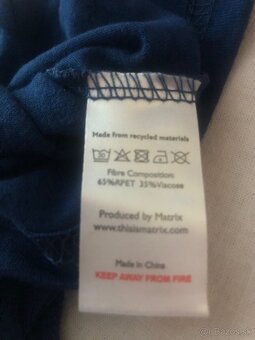 Made from recycled materials
Fibre Composition:
65%RPET 35%Viscose
Produced by Matrix
www.thisismatrix.com
Made in China
KEEP AWAY FROM FIRE